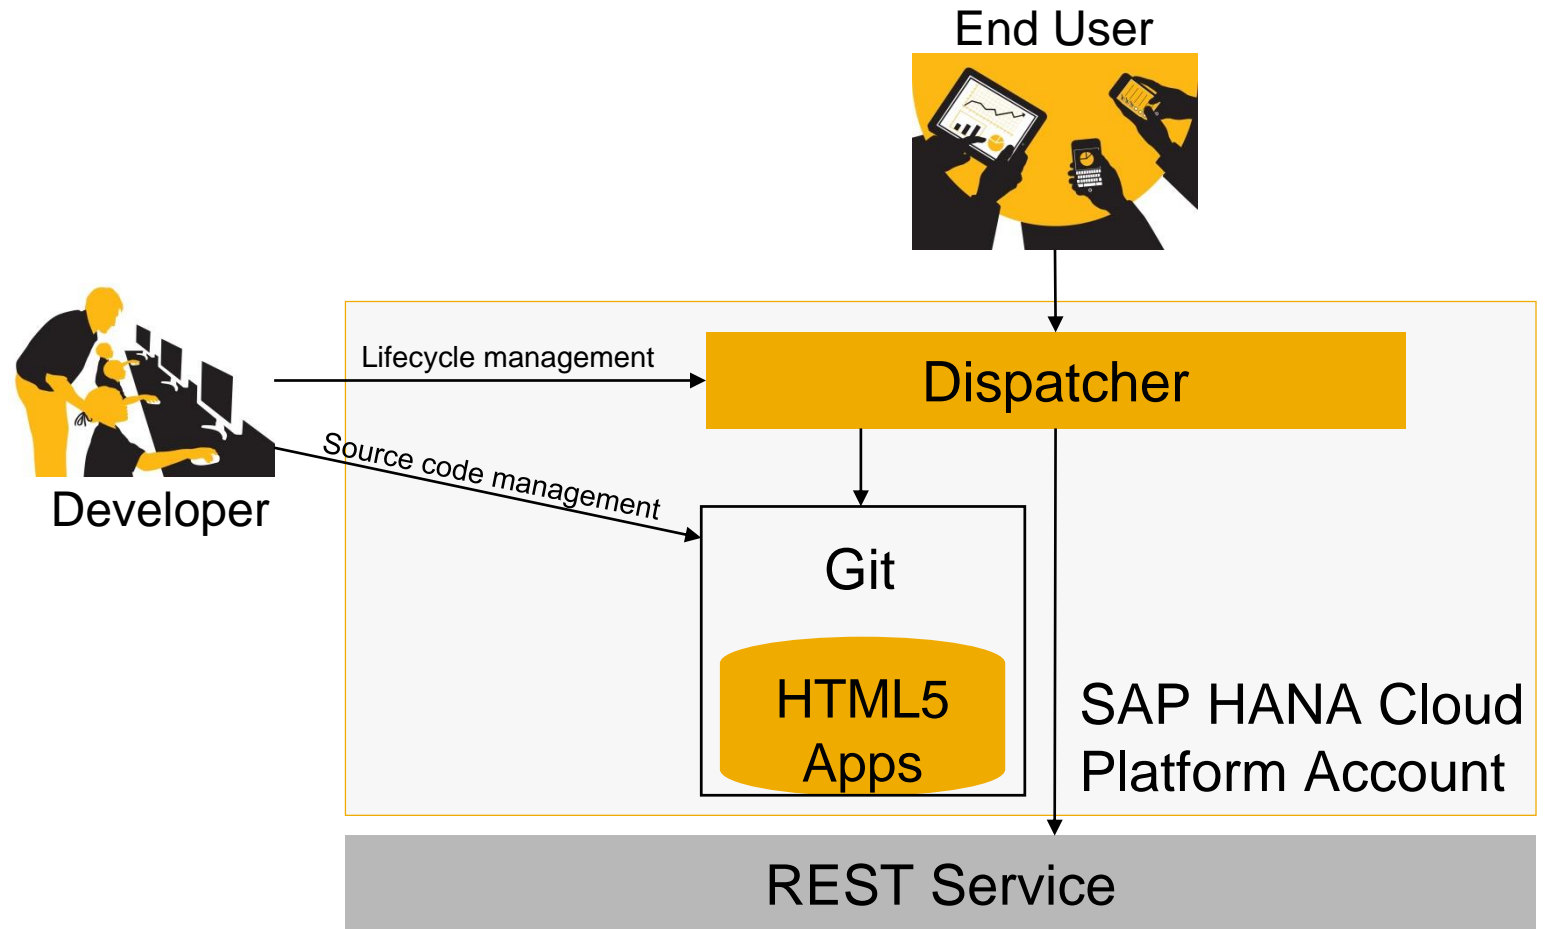 End User
Lifecycle management
Dispatcher
Source code management
Developer
Git
HTML5
Apps
SAP HANA Cloud
Platform Account
REST Service